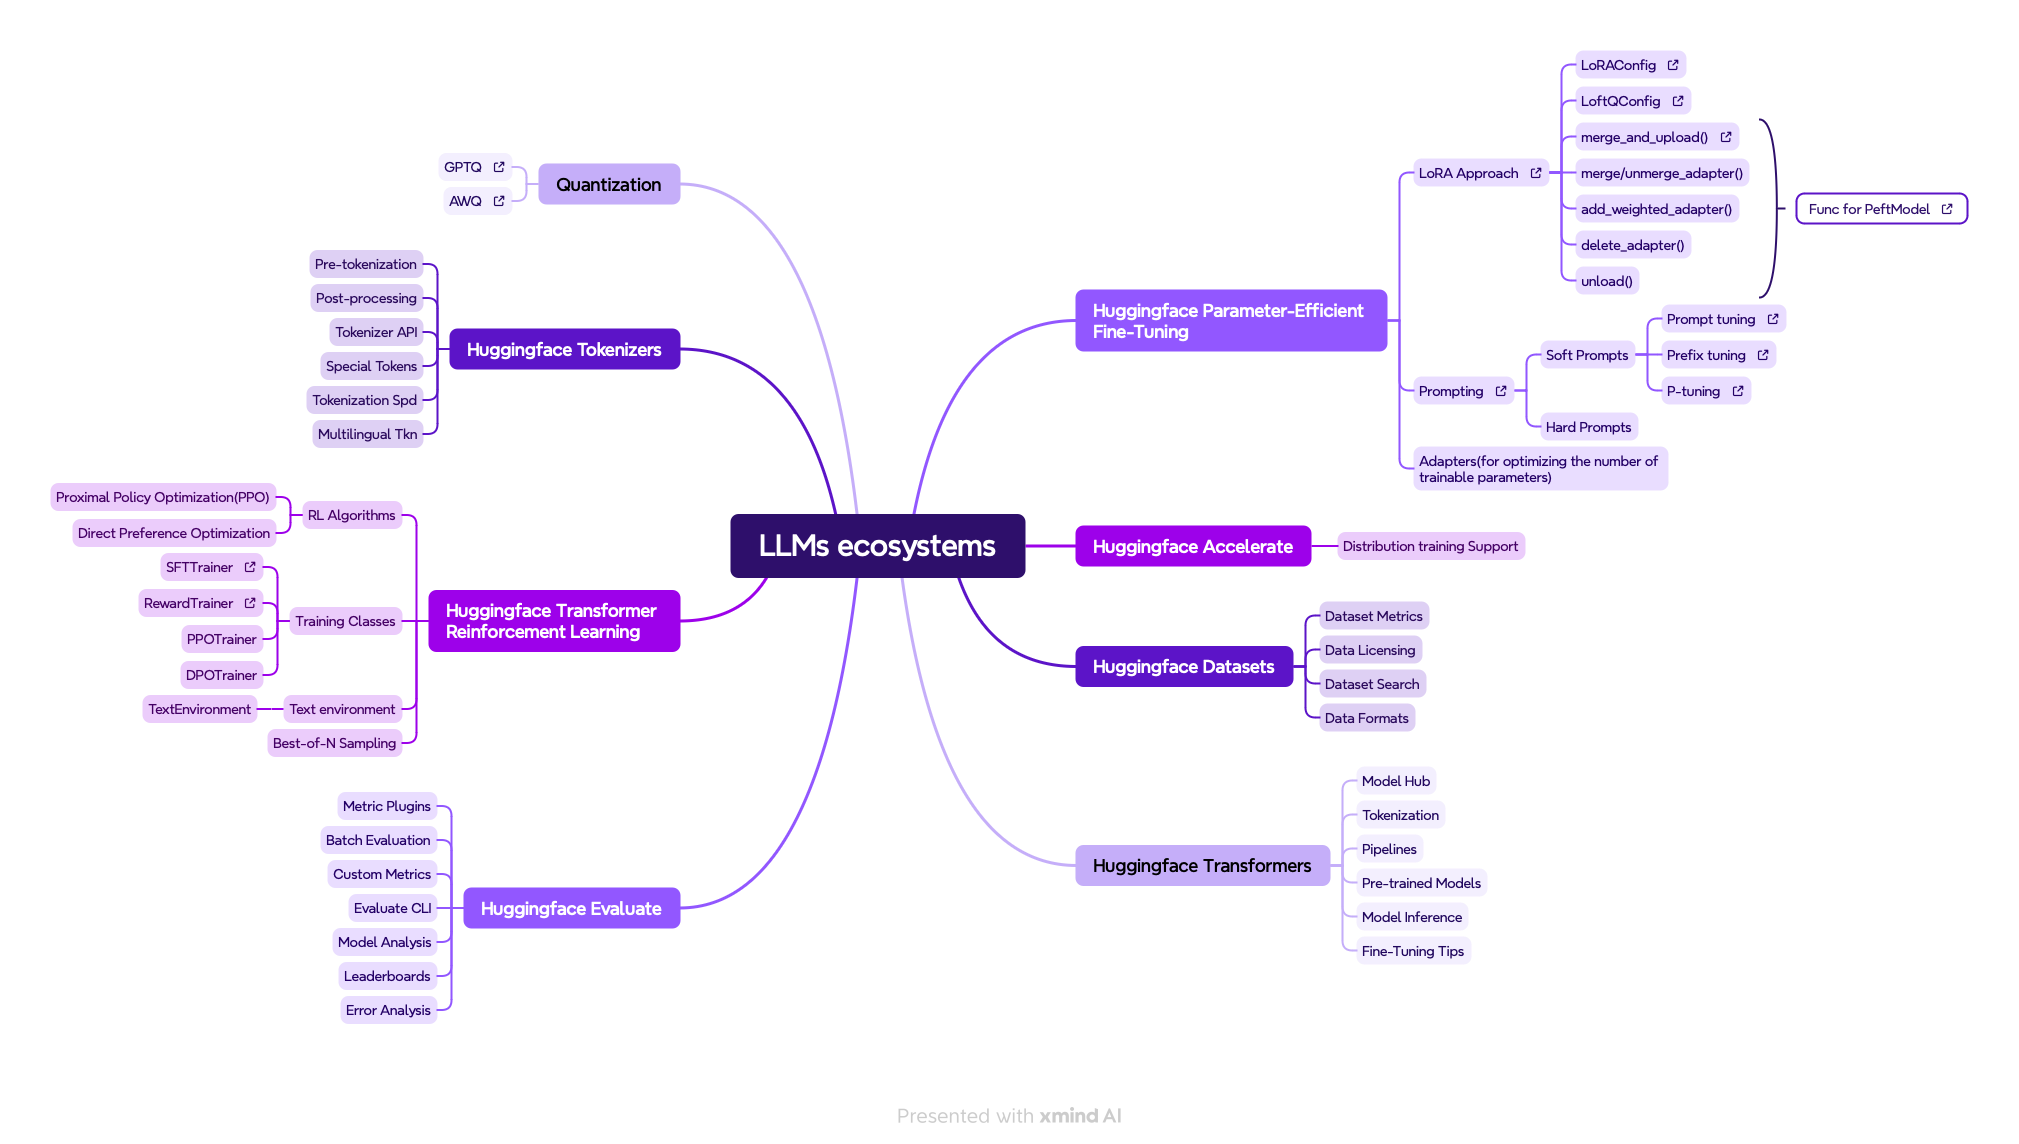 LLMs ecosystems
Huggingface Parameter-Efficient
Fine-Tuning
LoRA Approach
LoRAConfig
LoftQConfig
merge_and_upload()
merge/unmerge_adapter()
add_weighted_adapter()
delete_adapter()
unload()
Func for PeftModel
Prompting
Soft Prompts
Prompt tuning
Prefix tuning
P-tuning
Hard Prompts
Adapters(for optimizing the number of
trainable parameters)
Huggingface Accelerate
Distribution training Support
Huggingface Datasets
Dataset Metrics
Data Licensing
Dataset Search
Data Formats
Huggingface Transformers
Model Hub
Tokenization
Pipelines
Pre-trained Models
Model Inference
Fine-Tuning Tips
Quantization
GPTQ
AWQ
Huggingface Tokenizers
Pre-tokenization
Post-processing
Tokenizer API
Special Tokens
Tokenization Spd
Multilingual Tkn
Huggingface Transformer
Reinforcement Learning
RL Algorithms
Proximal Policy Optimization(PPO)
Direct Preference Optimization
Training Classes
SFTTrainer
RewardTrainer
PPOTrainer
DPOTrainer
Text environment
TextEnvironment
Best-of-N Sampling
Huggingface Evaluate
Metric Plugins
Batch Evaluation
Custom Metrics
Evaluate CLI
Model Analysis
Leaderboards
Error Analysis
Presented with xmind AI